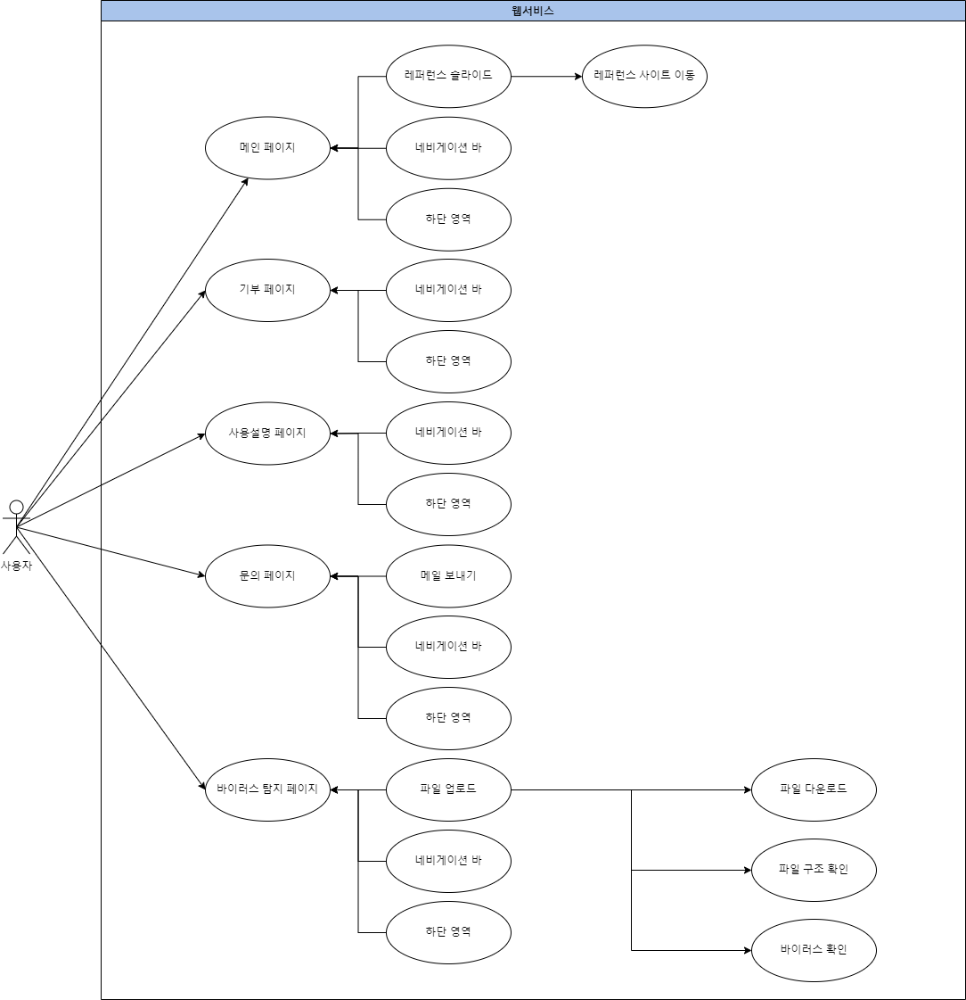 웹서비스
레퍼런스 슬라이드
레퍼런스 사이트 이동
메인 페이지
네비게이션 바
하단 영역
기부 페이지
네비게이션 바
하단 영역
사용설명 페이지
네비게이션 바
하단 영역
사용자
문의 페이지
메일 보내기
네비게이션 바
하단 영역
바이러스 탐지 페이지
파일 업로드
파일 다운로드
네비게이션 바
파일 구조 확인
하단 영역
바이러스 확인